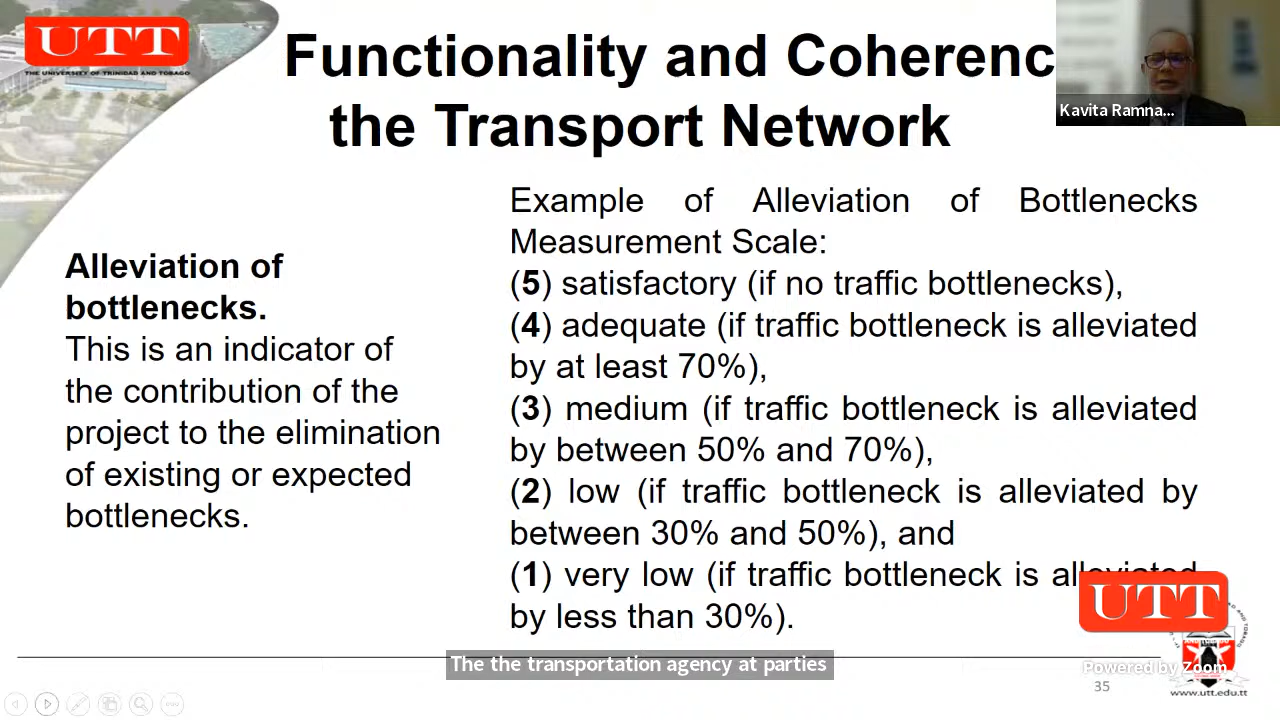 UTT
THE UNIVERSITY OF TRINIDAD AND TOBAGO
Functionality and Coherenc
the Transport Network
Kavita Ramna...
Alleviation of
bottlenecks.
This is an indicator of
the contribution of the
project to the elimination
of existing or expected
bottlenecks.
Example of Alleviation of Bottlenecks
Measurement Scale:
(5) satisfactory (if no traffic bottlenecks),
(4) adequate (if traffic bottleneck is alleviated
by at least 70%),
(3) medium (if traffic bottleneck is alleviated
by between 50% and 70%),
(2) low (if traffic bottleneck is alleviated by
between 30% and 50%), and
(1) very low (if traffic bottleneck is alleviated
by less than 30%).
UTT
The the transportation agency at parties
Powered by Zoom
35
www.utt.edu.tt